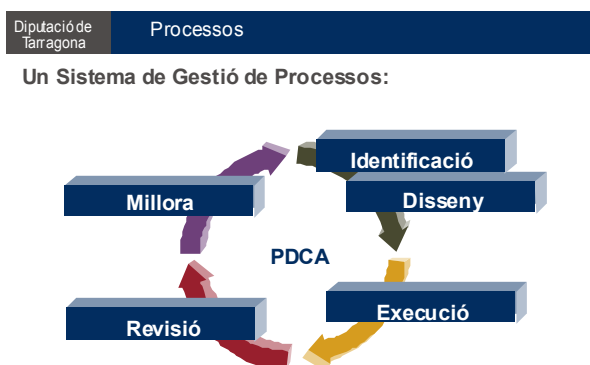 Diputació de
Tarragona
Processos
Un Sistema de Gestió de Processos:
Identificació
Millora
Disseny
PDCA
Execució
Revisió